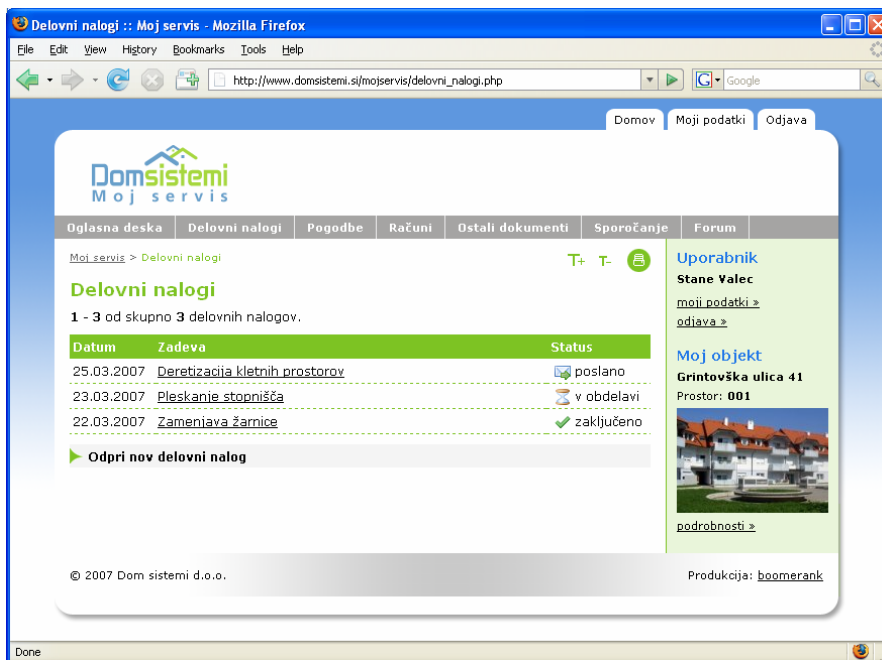 Delovni nalogi :: Moj servis - Mozilla Firefox
File Edit View History Bookmarks Tools Help
http://www.domsistemi.si/mojservis/delovni_nalogi.php
G Google
Domov Moji podatki Odjava
Domsistemi
Moj servis
Oglasna deska Delovni nalogi Pogodbe Računi Ostali dokumenti Sporočanje Forum
Moj servis > Delovni nalogi
T+ T-
Delovni nalogi
1 - 3 od skupno 3 delovnih nalogov.
Datum Zadeva Status
25.03.2007 Deretizacija kletnih prostorov poslano
23.03.2007 Pleskanje stopnišča v obdelavi
22.03.2007 Zamenjava žarnice zaključeno
Odpri nov delovni nalog
Uporabnik
Stane Valec
moji podatki »
odjava »
Moj objekt
Grintovška ulica 41
Prostor: 001
podrobnosti »
© 2007 Dom sistemi d.o.o.
Produkcija: boomerank
Done